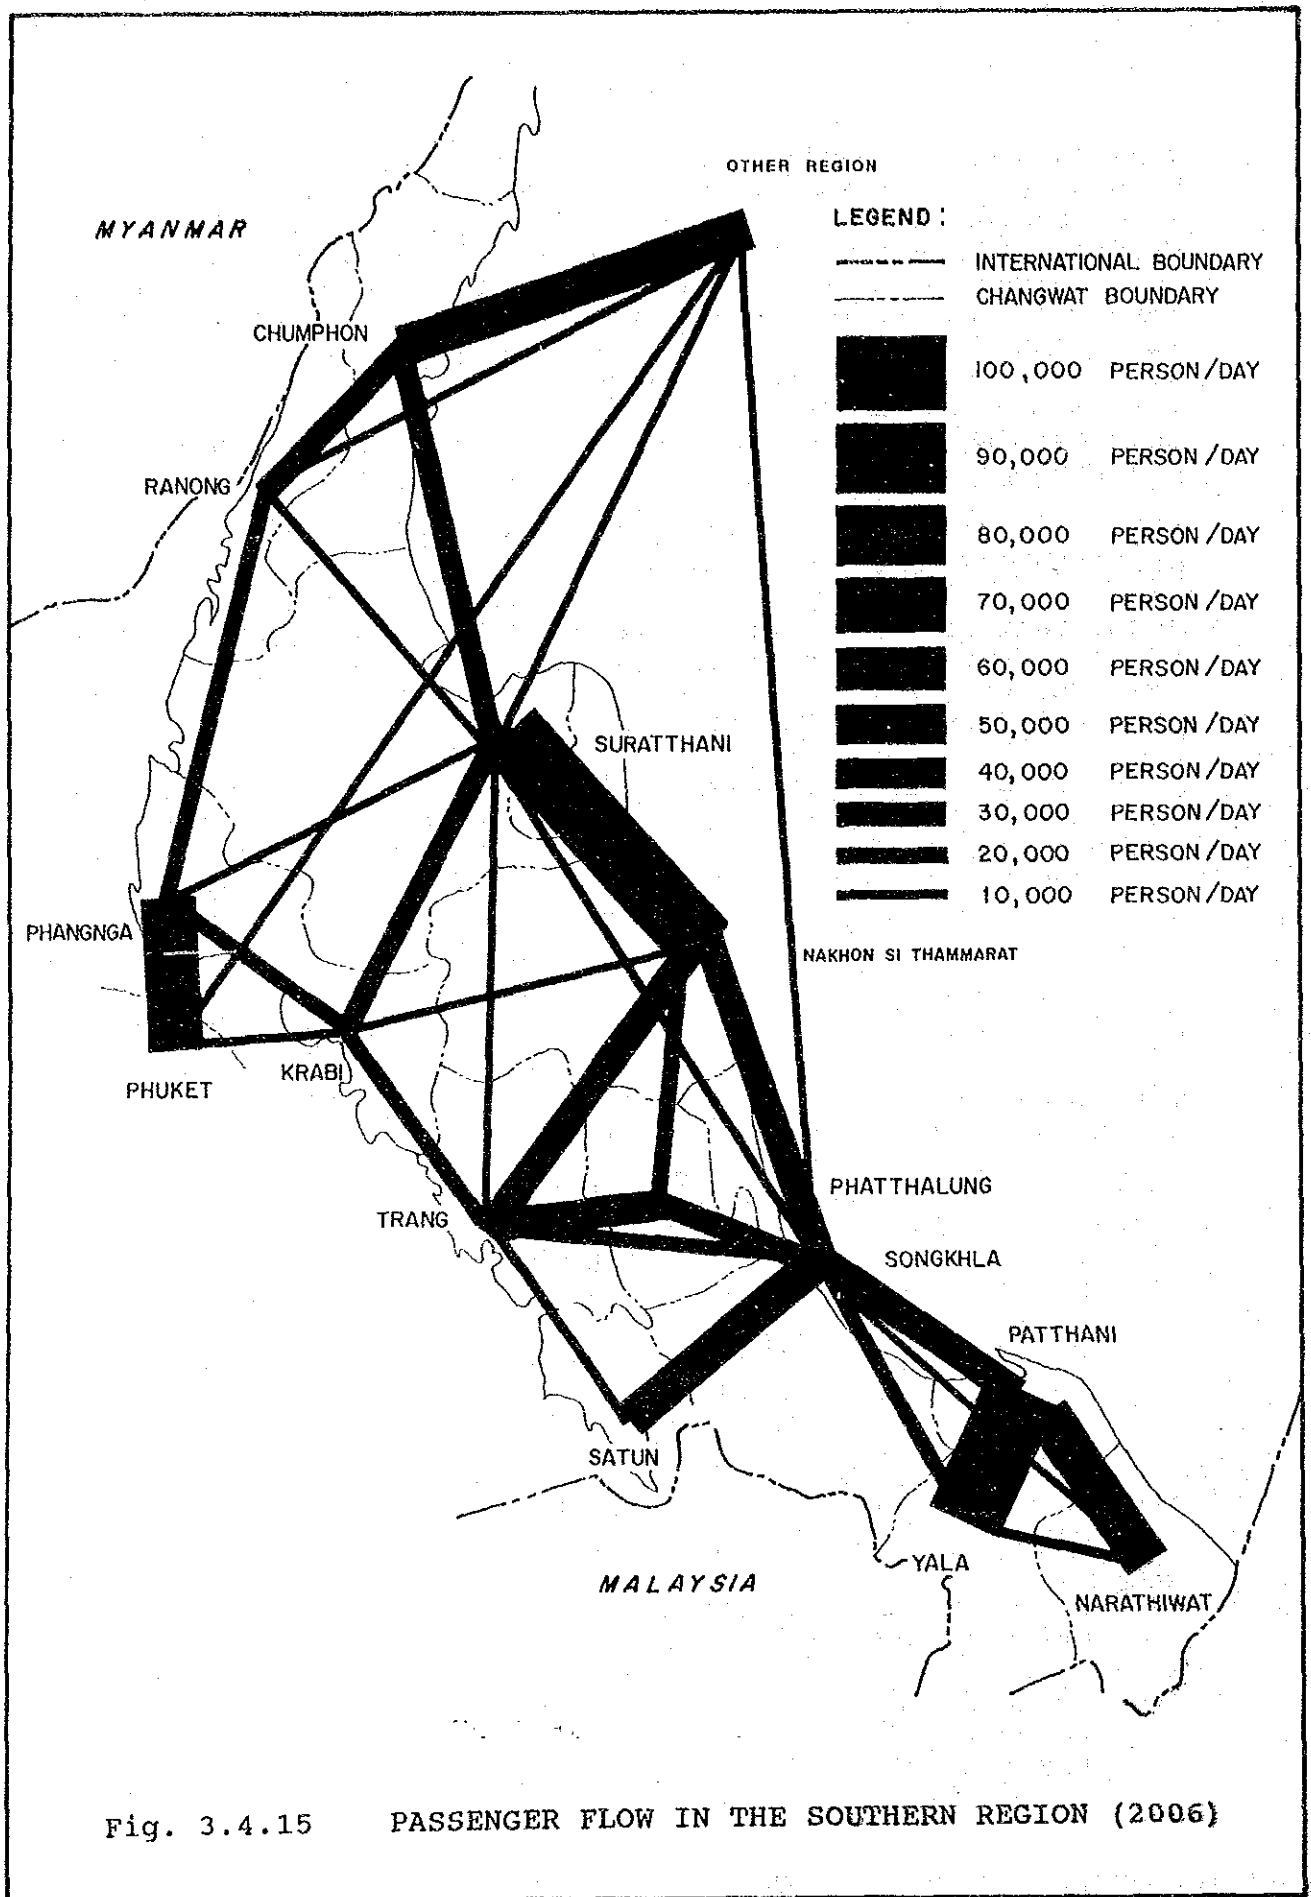 OTHER REGION
MYANMAR
LEGEND :
INTERNATIONAL BOUNDARY
CHANGWAT BOUNDARY
CHUMPHON
100,000 PERSON/DAY
90,000 PERSON/DAY
RANONG
80,000 PERSON/DAY
70,000 PERSON/DAY
60,000 PERSON/DAY
50,000 PERSON/DAY
SURATTHANI
40,000 PERSON/DAY
30,000 PERSON/DAY
20,000 PERSON/DAY
10,000 PERSON/DAY
PHANGNGA
NAKHON SI THAMMARAT
KRABI
PHUKET
PHATTHALUNG
TRANG
SONGKHLA
PATTHANI
SATUN
YALA
MALAYSIA
NARATHIWAT
Fig. 3.4.15 PASSENGER FLOW IN THE SOUTHERN REGION (2006)